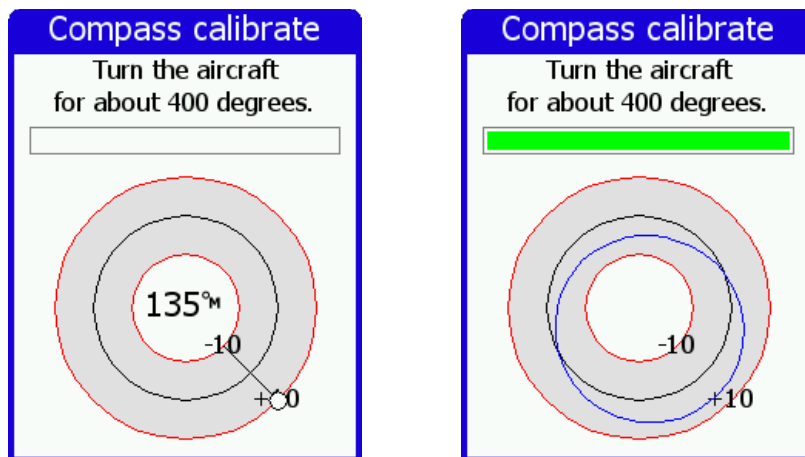 Compass calibrate
Turn the aircraft
for about 400 degrees.
135°M
-10
+10
Compass calibrate
Turn the aircraft
for about 400 degrees.
-10
+10